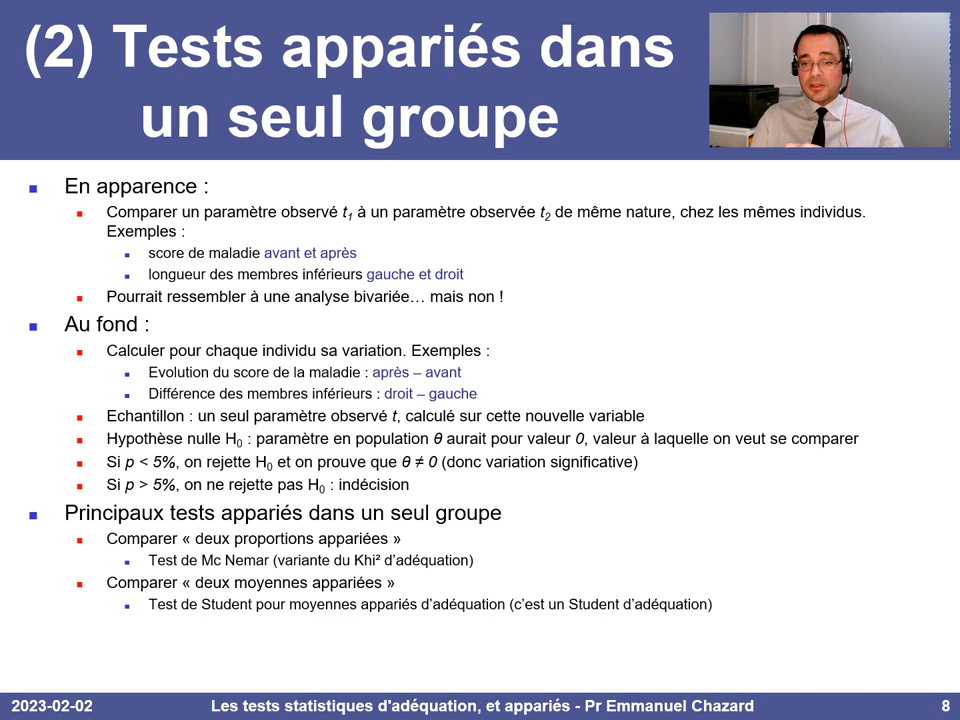 (2) Tests appariés dans
un seul groupe
En apparence :
Comparer un paramètre observé t1 à un paramètre observée t2 de même nature, chez les mêmes individus.
Exemples :
score de maladie avant et après
longueur des membres inférieurs gauche et droit
Pourrait ressembler à une analyse bivariée… mais non !
Au fond :
Calculer pour chaque individu sa variation. Exemples :
Evolution du score de la maladie : après – avant
Différence des membres inférieurs : droit – gauche
Echantillon : un seul paramètre observé t, calculé sur cette nouvelle variable
Hypothèse nulle H0 : paramètre en population θ aurait pour valeur 0, valeur à laquelle on veut se comparer
Si p < 5%, on rejette H0 et on prouve que θ ≠ 0 (donc variation significative)
Si p > 5%, on ne rejette pas H0 : indécision
Principaux tests appariés dans un seul groupe
Comparer « deux proportions appariées »
Test de Mc Nemar (variante du Khi² d’adéquation)
Comparer « deux moyennes appariées »
Test de Student pour moyennes appariés d’adéquation (c’est un Student d’adéquation)
2023-02-02 Les tests statistiques d'adéquation, et appariés - Pr Emmanuel Chazard 8